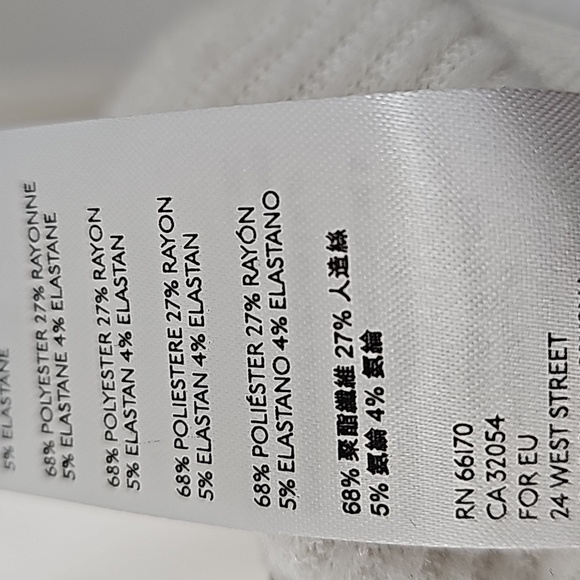 5% ELASTANE
68% POLYESTER 27% RAYONNE
5% ELASTANE 4% ELASTANE
68% POLYESTER 27% RAYON
5% ELASTAN 4% ELASTAN
68% POLIESTERE 27% RAYON
5% ELASTAN 4% ELASTAN
68% POLIÉSTER 27% RAYÓN
5% ELASTANO 4% ELASTANO
68% 聚酯纖維 27% 人造絲
5% 氨綸 4% 氨綸
RN 66170
CA 32054
FOR EU
24 WEST STREET